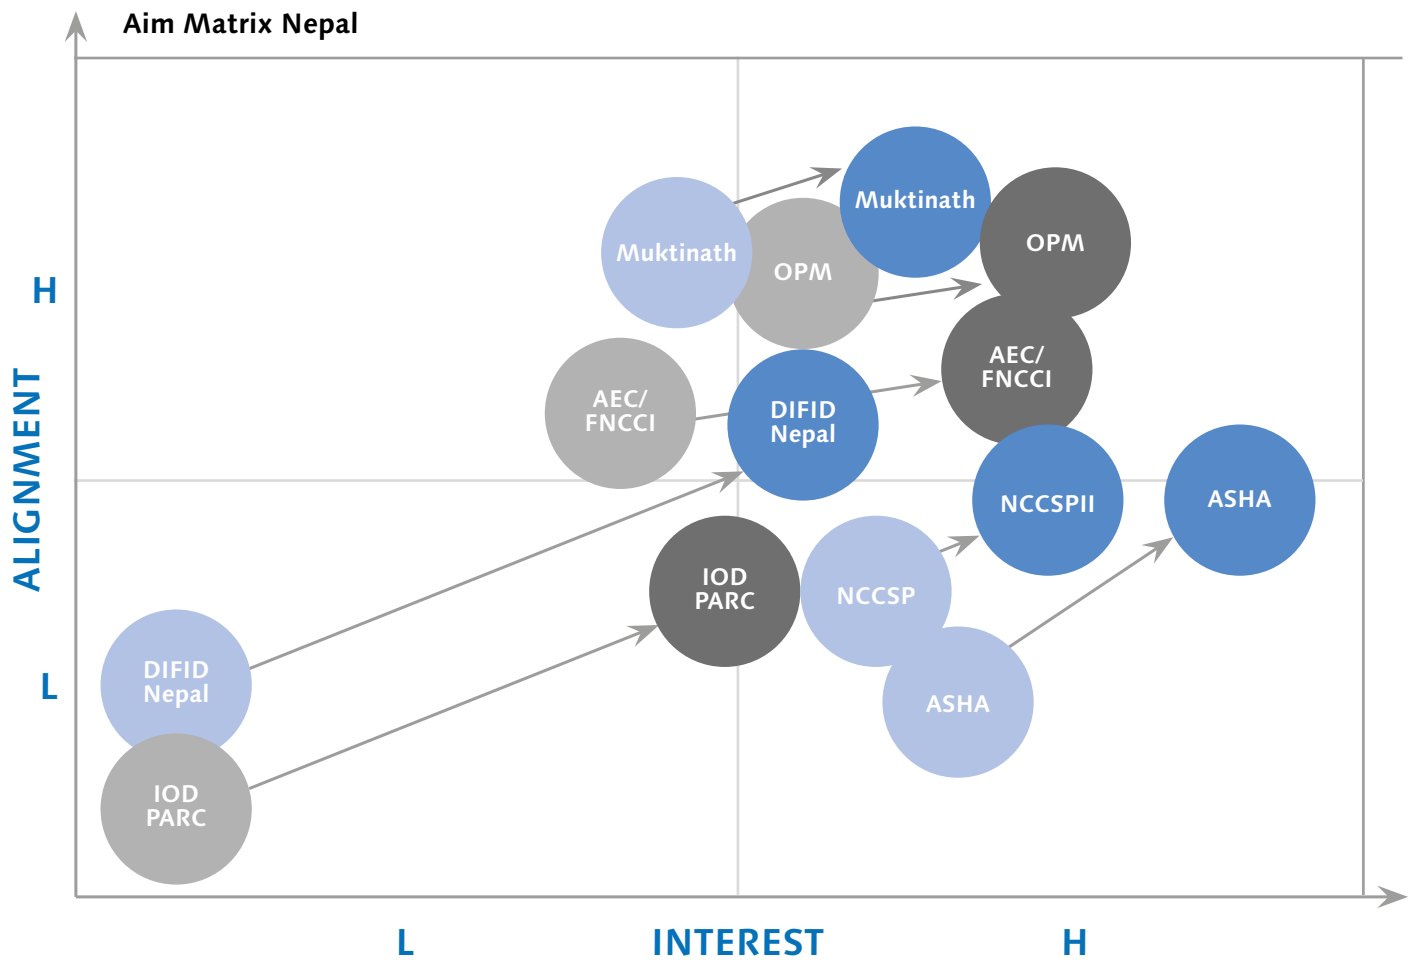 Aim Matrix Nepal
Muktinath
OPM
Muktinath
OPM
H
AEC/
FNCCI
DIFID
Nepal
AEC/
FNCCI
ALIGNMENT
NCCSPII
ASHA
IOD
PARC
NCCSP
DIFID
Nepal
L
ASHA
IOD
PARC
L
INTEREST
H